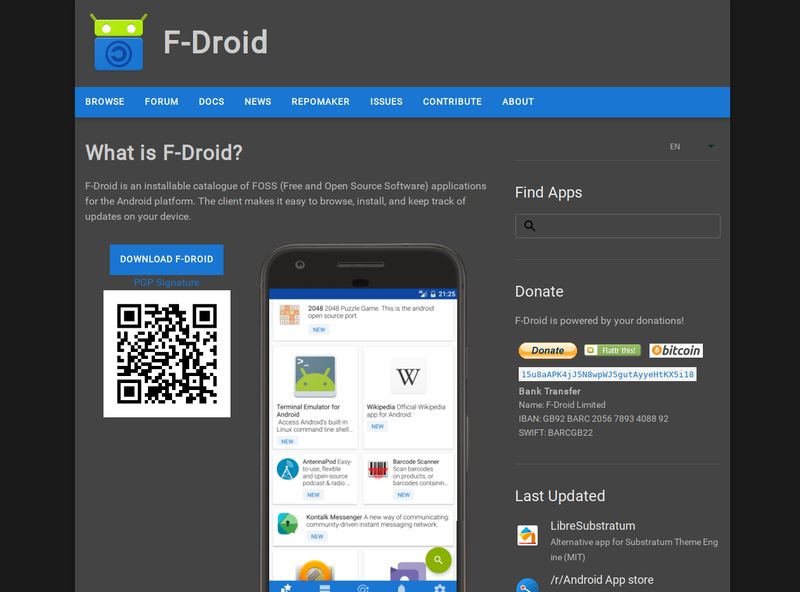 F-Droid
BROWSE FORUM DOCS NEWS REPOMAKER ISSUES CONTRIBUTE ABOUT
What is F-Droid?
F-Droid is an installable catalogue of FOSS (Free and Open Source Software) applications
for the Android platform. The client makes it easy to browse, install, and keep track of
updates on your device.
DOWNLOAD F-DROID
PGP Signature
21:25
2048 2048 Puzzle Game. This is the android
open source port
NEW
>_
Terminal Emulator for
Android
Access Android's built-in
Linux command line shell...
NEW
W
Wikipedia Official Wikipedia
app for Android.
NEW
AntennaPod Easy-
to-use, flexible
and open-source
podcast & radio ...
NEW
Barcode Scanner
Scan barcodes
on products, or
barcodes containin...
NEW
Kontalk Messenger A new way of communicating:
community-driven instant messaging network.
NEW
EN
Find Apps
Donate
F-Droid is powered by your donations!
Donate
Flattr this!
bitcoin
15u8aAPK4jJ5N8wpWJ5gutAyyeHtKX5i18
Bank Transfer
Name: F-Droid Limited
IBAN: GB92 BARC 2056 7893 4088 92
SWIFT: BARCGB22
Last Updated
LibreSubstratum
Alternative app for Substratum Theme Eng
ine (MIT)
/r/Android App store